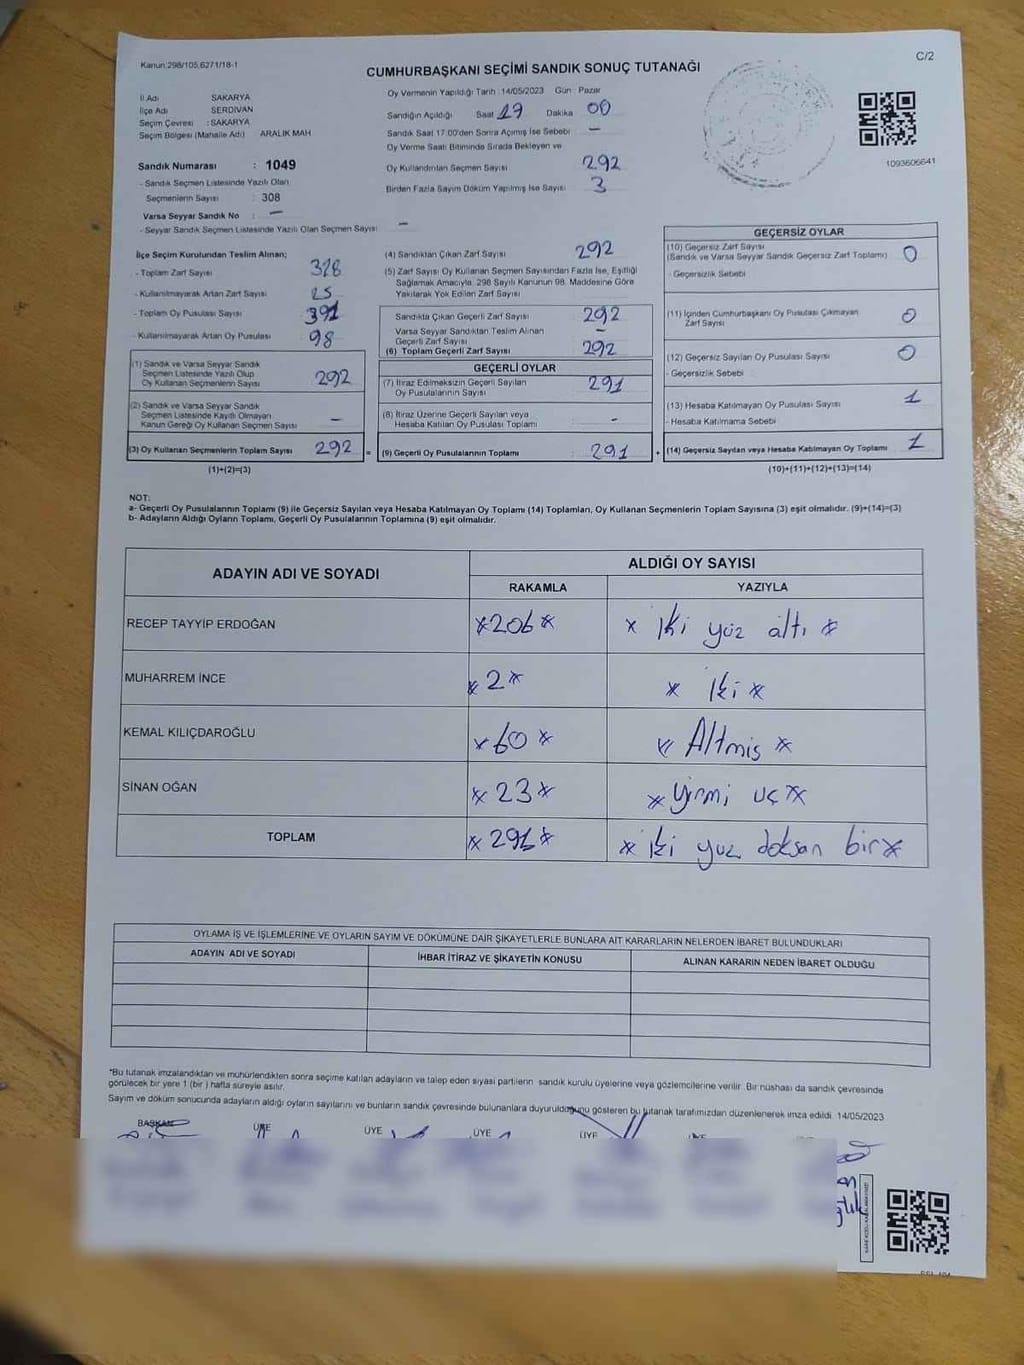 Kanun:298/105,6271/18-1
C/2
CUMHURBAŞKANI SEÇİMİ SANDIK SONUÇ TUTANAĞI
İl Adı SAKARYA
İlçe Adı SERDİVAN
Seçim Çevresi : SAKARYA
Seçim Bölgesi (Mahalle Adı) ARALIK MAH
Sandık Numarası : 1049
- Sandık Seçmen Listesinde Yazılı Olan
Seçmenlerin Sayısı : 308
Varsa Seyyar Sandık No : —
- Seyyar Sandık Seçmen Listesinde Yazılı Olan Seçmen Sayısı —
Oy Vermenin Yapıldığı Tarih :14/05/2023 Gün : Pazar
Sandığın Açıldığı Saat 19 Dakika 00
Sandık Saat 17:00'den Sonra Açılmış İse Sebebi —
Oy Verme Saati Bitiminde Sırada Bekleyen ve
Oy Kullandırılan Seçmen Sayısı 292
Birden Fazla Sayım Döküm Yapılmış İse Sayısı 3
1093606641
İlçe Seçim Kurulundan Teslim Alınan;
- Toplam Zarf Sayısı
- Kullanılmayarak Artan Zarf Sayısı 25
- Toplam Oy Pusulası Sayısı 391
- Kullanılmayarak Artan Oy Pusulası 98
(1) Sandık ve Varsa Seyyar Sandık
Seçmen Listesinde Yazılı Olup
Oy Kullanan Seçmenlerin Sayısı 292
(2) Sandık ve Varsa Seyyar Sandık
Seçmen Listesinde Kayıtlı Olmayan
Kanun Gereği Oy Kullanan Seçmen Sayısı —
(3) Oy Kullanan Seçmenlerin Toplam Sayısı 292 =
(1)+(2)=(3)
(4) Sandıktan Çıkan Zarf Sayısı 292
(5) Zarf Sayısı Oy Kullanan Seçmen Sayısından Fazla İse, Eşitliği
Sağlamak Amacıyla, 298 Sayılı Kanunun 98. Maddesine Göre
Yakılarak Yok Edilen Zarf Sayısı
Sandıkta Çıkan Geçerli Zarf Sayısı 292
Varsa Seyyar Sandıktan Teslim Alınan
Geçerli Zarf Sayısı —
(6) Toplam Geçerli Zarf Sayısı 292
GEÇERLİ OYLAR
(7) İtiraz Edilmeksizin Geçerli Sayılan
Oy Pusulalarının Sayısı 291
(8) İtiraz Üzerine Geçerli Sayılan veya
Hesaba Katılan Oy Pusulası Toplamı : -
(9) Geçerli Oy Pusulalarının Toplamı : 291 +
GEÇERSİZ OYLAR
(10) Geçersiz Zarf Sayısı
(Sandık ve Varsa Seyyar Sandık Geçersiz Zarf Toplamı) 0
- Geçersizlik Sebebi
(11) İçinden Cumhurbaşkanı Oy Pusulası Çıkmayan
Zarf Sayısı 0
(12) Geçersiz Sayılan Oy Pusulası Sayısı 0
- Geçersizlik Sebebi
(13) Hesaba Katılmayan Oy Pusulası Sayısı 1
- Hesaba Katılmama Sebebi
(14) Geçersiz Sayılan veya Hesaba Katılmayan Oy Toplamı 1
(10)+(11)+(12)+(13)=(14)
NOT:
a- Geçerli Oy Pusulalarının Toplamı (9) ile Geçersiz Sayılan veya Hesaba Katılmayan Oy Toplamı (14) Toplamları, Oy Kullanan Seçmenlerin Toplam Sayısına (3) eşit olmalıdır. (9)+(14)=(3)
b- Adayların Aldığı Oyların Toplamı, Geçerli Oy Pusulalarının Toplamına (9) eşit olmalıdır.
ADAYIN ADI VE SOYADI
ALDIĞI OY SAYISI
RAKAMLA YAZIYLA
RECEP TAYYİP ERDOĞAN *206* * iki yüz altı *
MUHARREM İNCE *2* * iki *
KEMAL KILIÇDAROĞLU *60* * Altmış *
SİNAN OĞAN *23* * yirmi üç *
TOPLAM *291* * iki yüz doksan bir *
OYLAMA İŞ VE İŞLEMLERİNE VE OYLARIN SAYIM VE DÖKÜMÜNE DAİR ŞİKAYETLERLE BUNLARA AİT KARARLARIN NELERDEN İBARET BULUNDUKLARI
ADAYIN ADI VE SOYADI İHBAR İTİRAZ VE ŞİKAYETİN KONUSU ALINAN KARARIN NEDEN İBARET OLDUĞU
*Bu tutanak imzalandıktan ve mühürlendikten sonra seçime katılan adayların ve talep eden siyasi partilerin sandık kurulu üyelerine veya gözlemcilerine verilir. Bir nüshası da sandık çevresinde
görülecek bir yere 1 (bir ) hafta süreyle asılır.
Sayım ve döküm sonucunda adayların aldığı oyların sayılarını ve bunların sandık çevresinde bulunanlara duyurulduğunu gösteren bu tutanak tarafımızdan düzenlenerek imza edildi. 14/05/2023
BAŞKAN ÜYE ÜYE ÜYE ÜYE